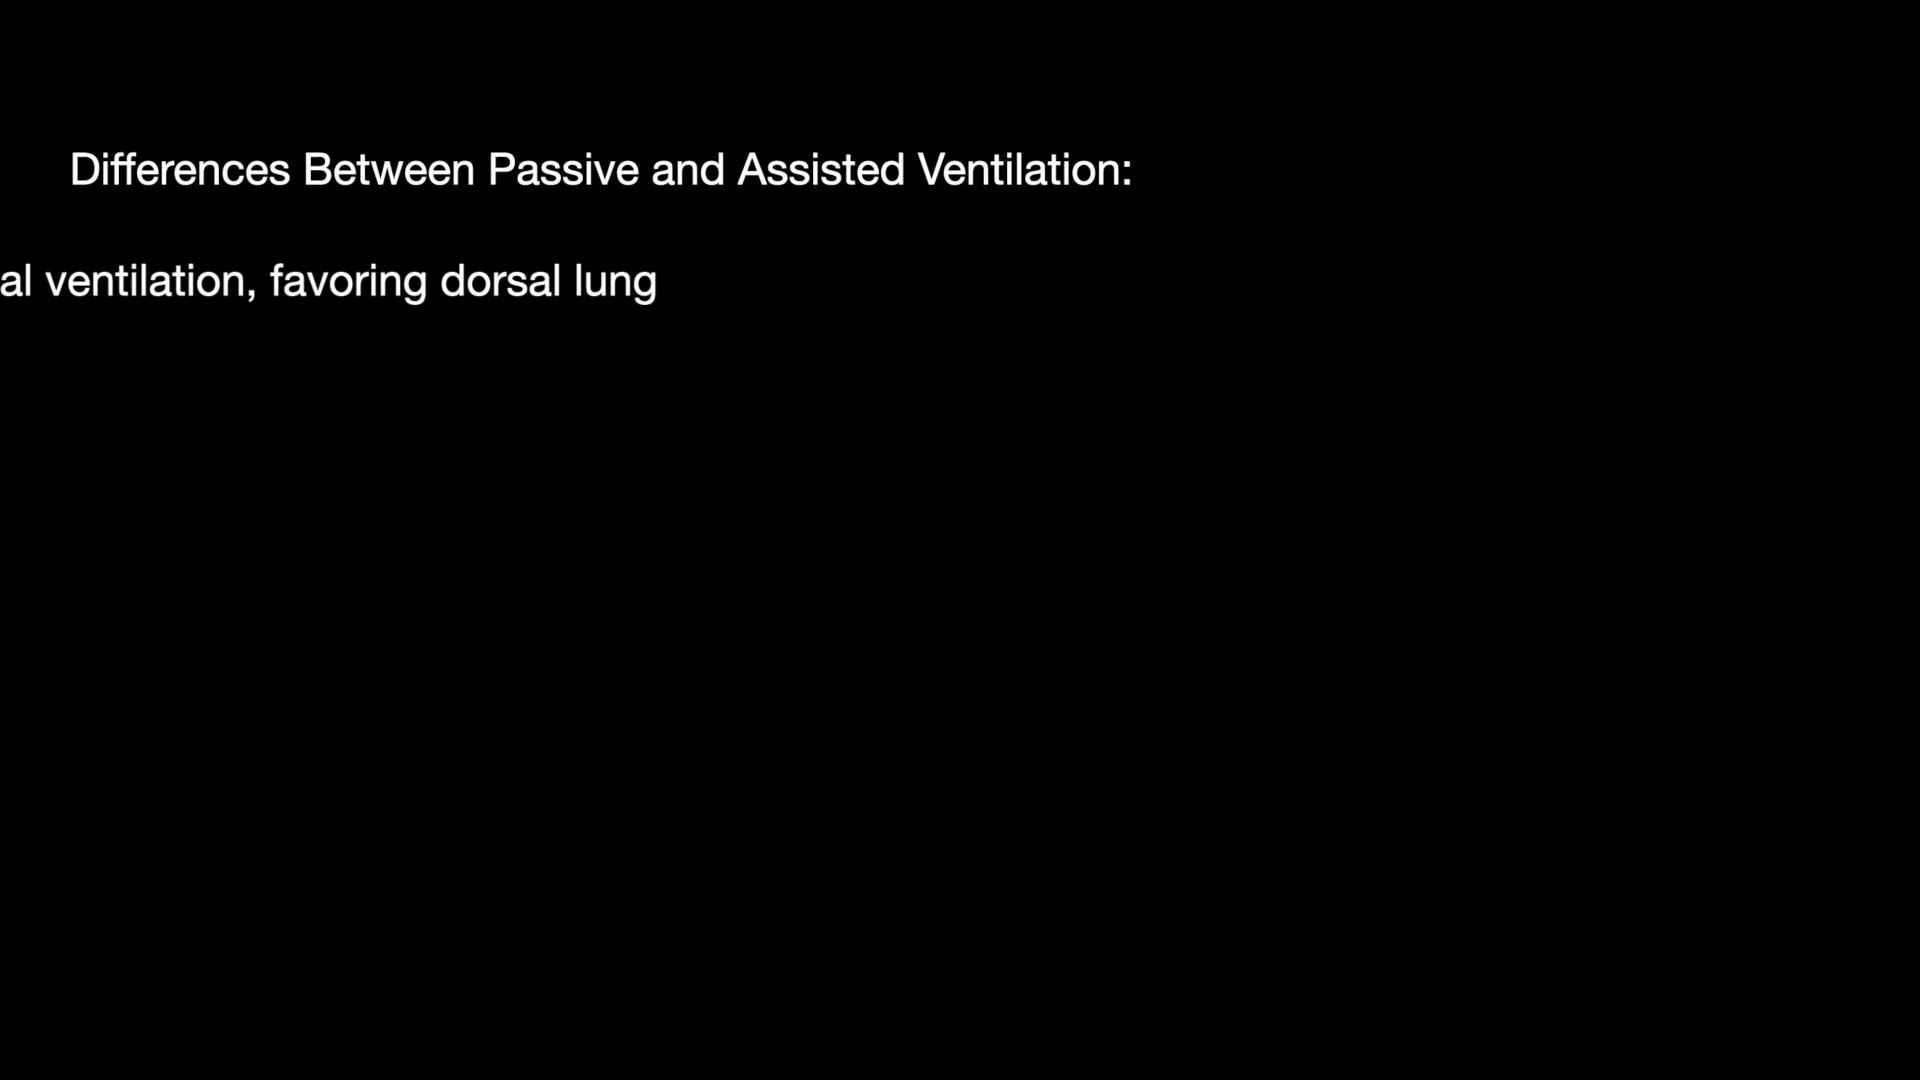 Differences Between Passive and Assisted Ventilation:
al ventilation, favoring dorsal lung